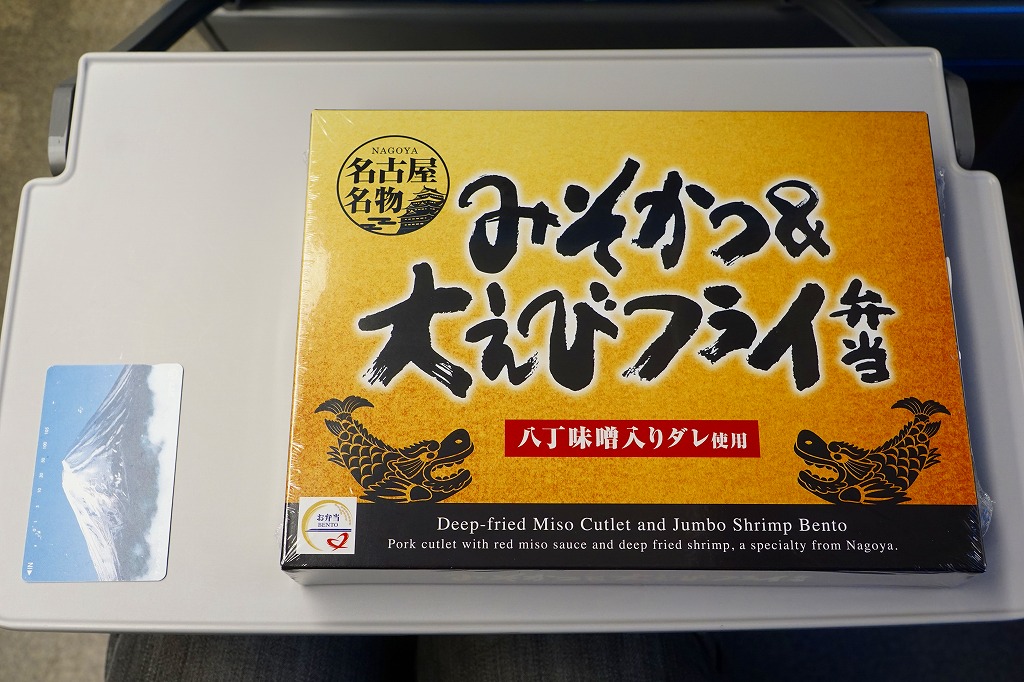 NAGOYA
名古屋
名物
みそかつ&
大えびフライ弁当
八丁味噌入りダレ使用
お弁当
BENTO
Deep-fried Miso Cutlet and Jumbo Shrimp Bento
Pork cutlet with red miso sauce and deep fried shrimp, a specialty from Nagoya.
IN